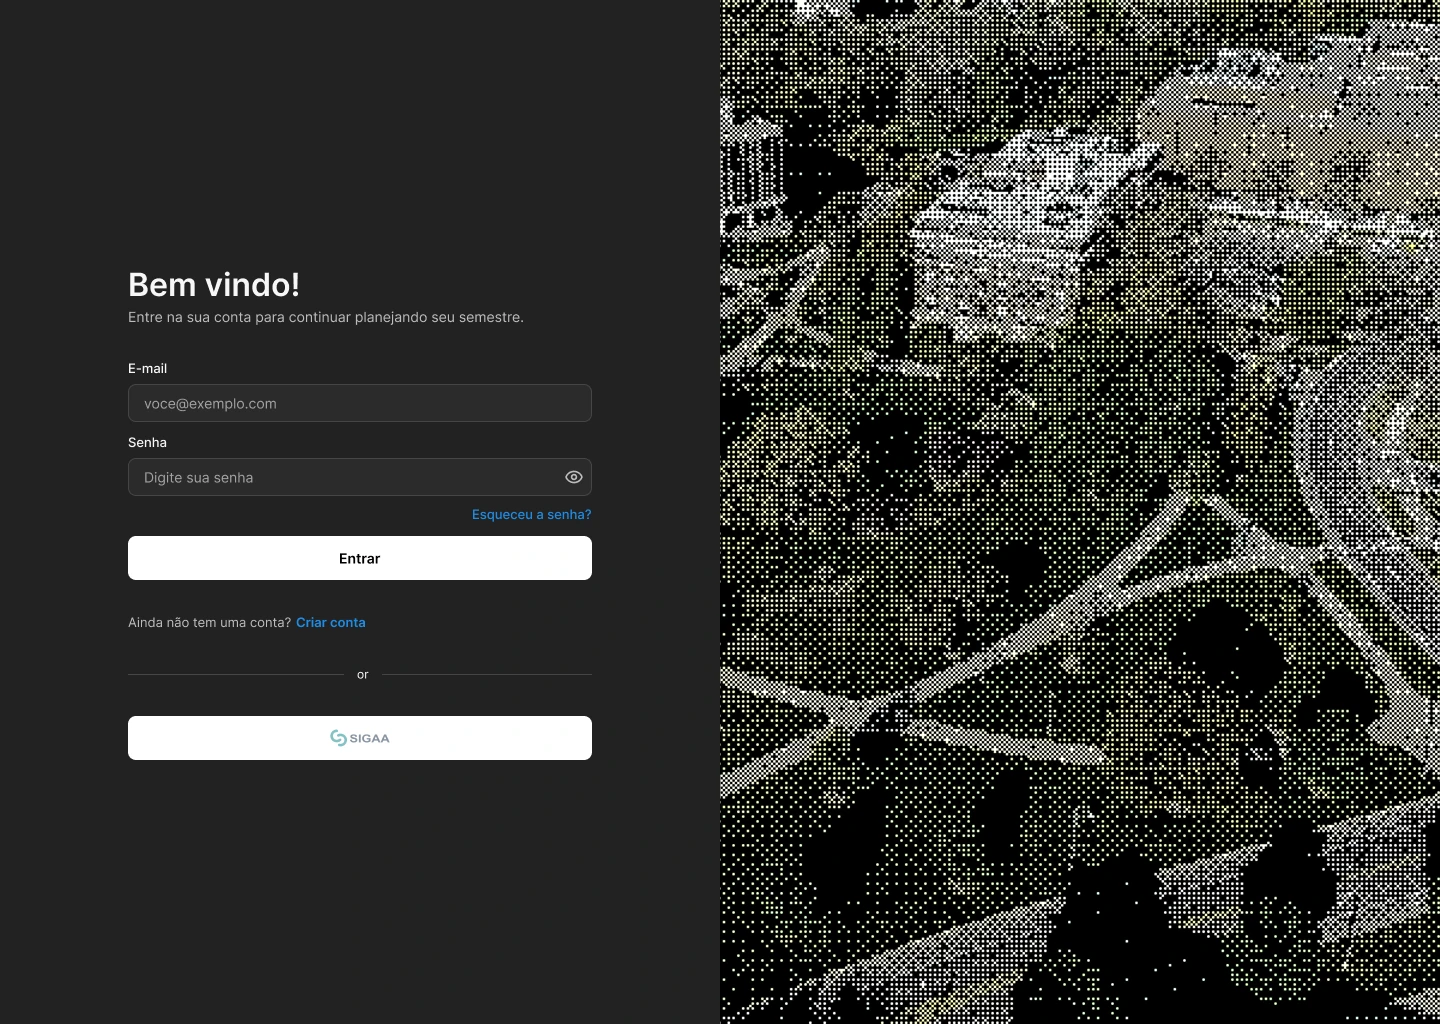 Bem vindo!
Entre na sua conta para continuar planejando seu semestre.
E-mail
voce@exemplo.com
Senha
Digite sua senha
Esqueceu a senha?
Entrar
Ainda não tem uma conta? Criar conta
or
SIGAA